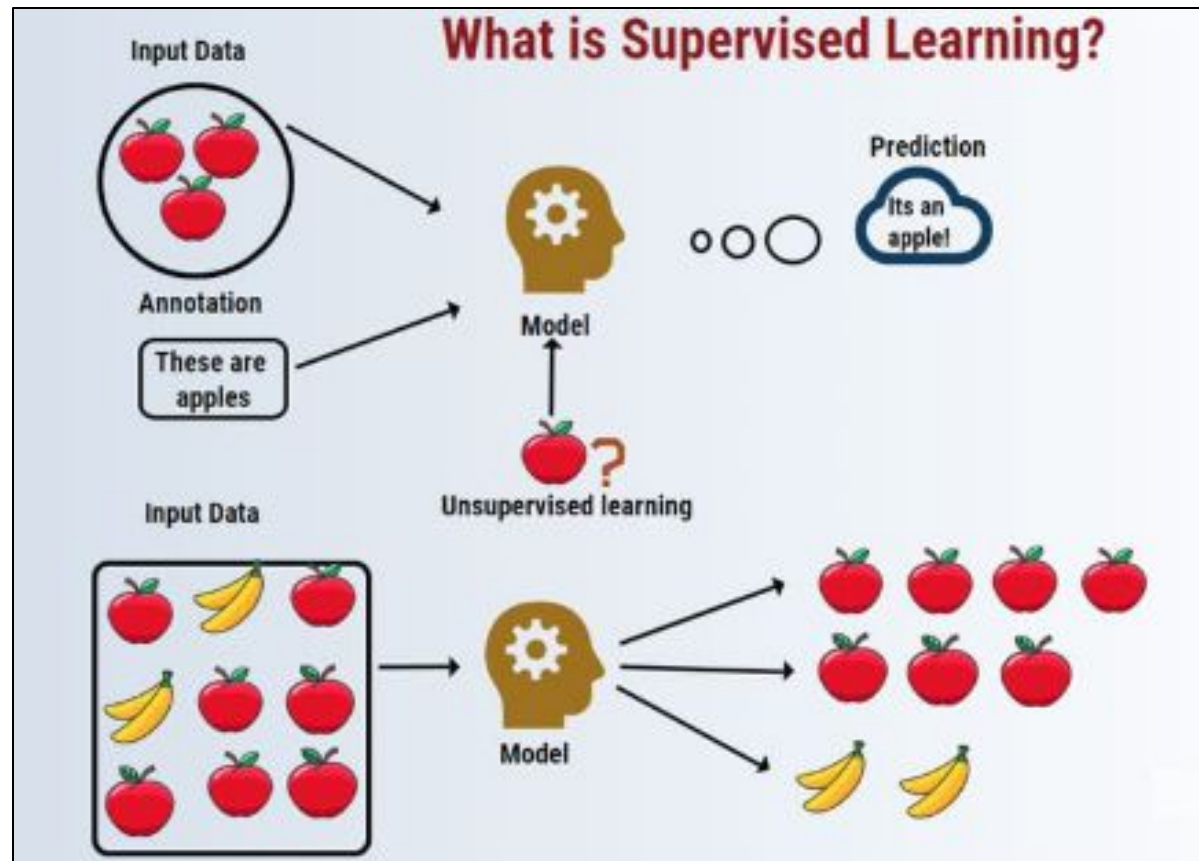 What is Supervised Learning?
Input Data
Prediction
Its an
apple!
Annotation
These are
apples
Model
?
Unsupervised learning
Input Data
Model